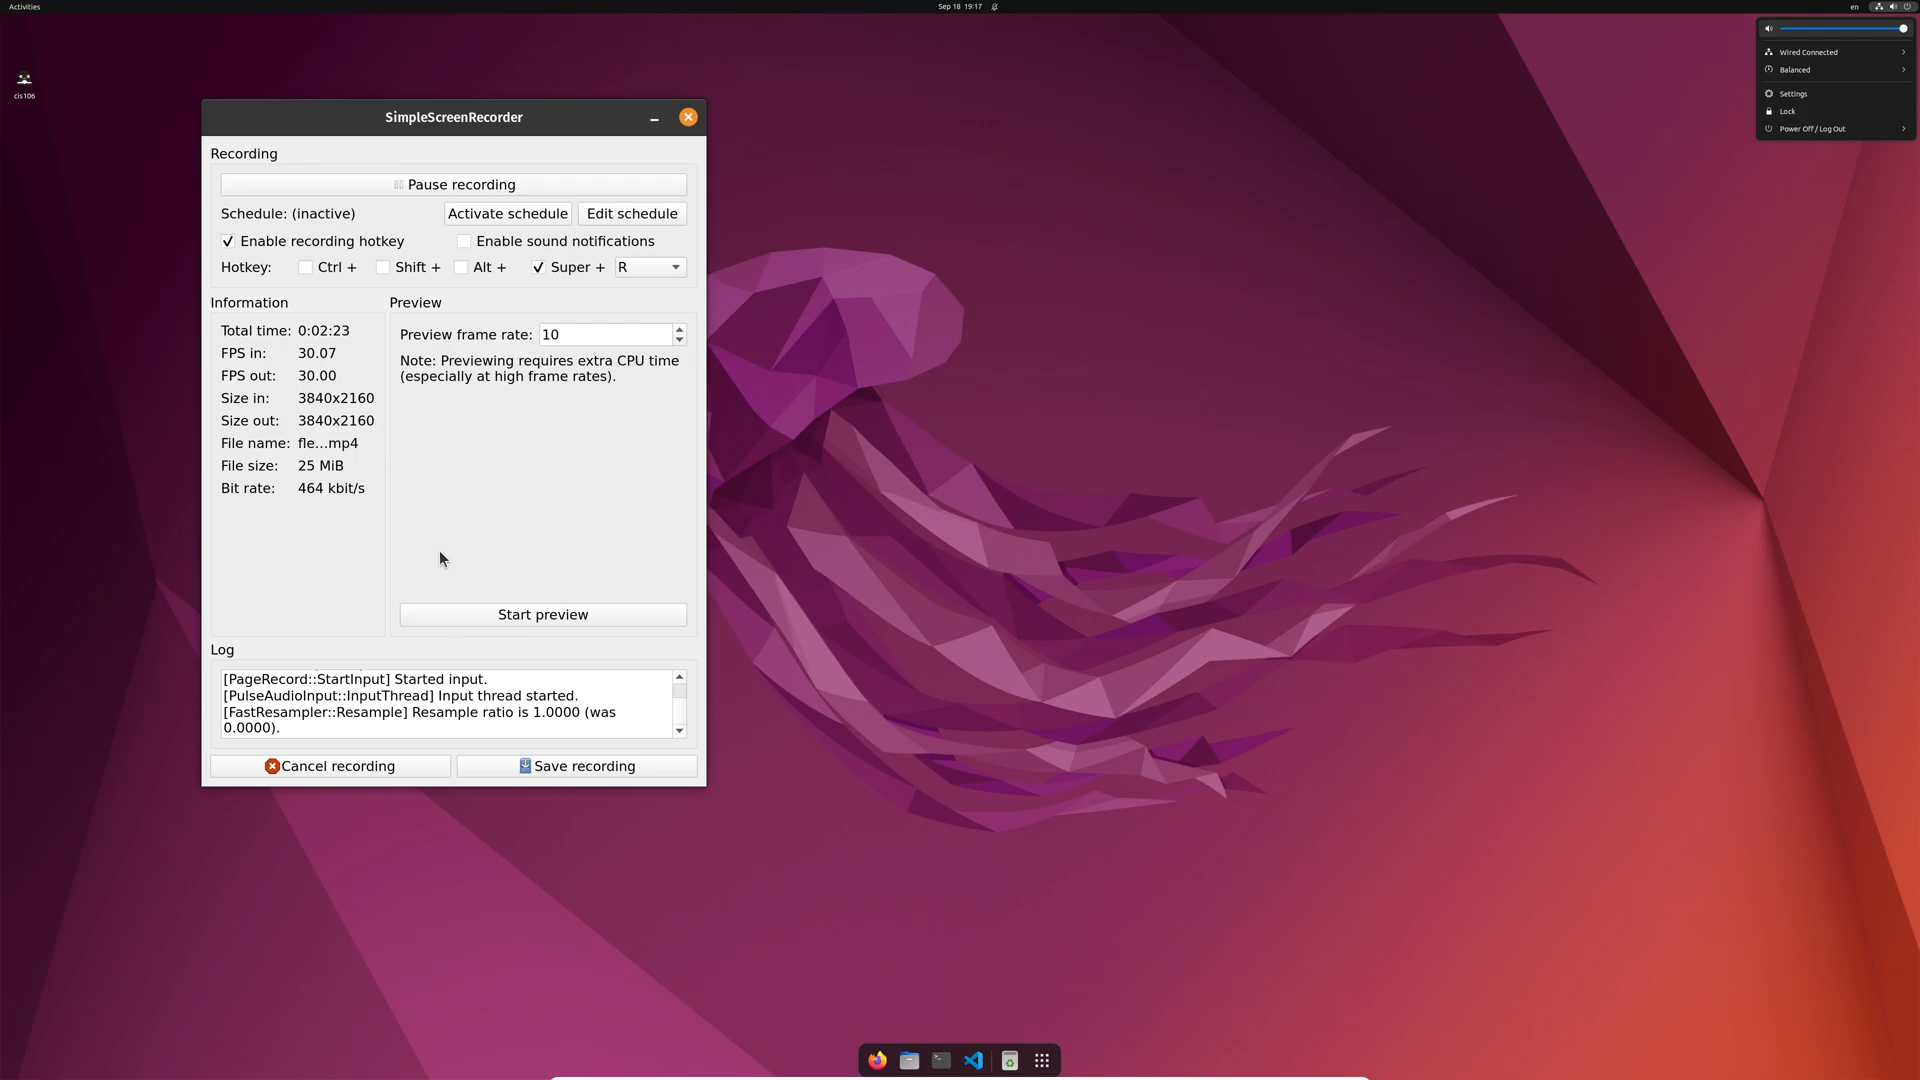 Activities
Sep 18 19:17
en
Wired Connected
Balanced
Settings
Lock
Power Off / Log Out
cis106
SimpleScreenRecorder
Recording
Pause recording
Schedule: (inactive)
Activate schedule
Edit schedule
Enable recording hotkey
Enable sound notifications
Hotkey:
Ctrl +
Shift +
Alt +
Super +
R
Information
Total time: 0:02:23
FPS in: 30.07
FPS out: 30.00
Size in: 3840x2160
Size out: 3840x2160
File name: fle...mp4
File size: 25 MiB
Bit rate: 464 kbit/s
Preview
Preview frame rate: 10
Note: Previewing requires extra CPU time
(especially at high frame rates).
Start preview
Log
[PageRecord::StartInput] Started input.
[PulseAudioInput::InputThread] Input thread started.
[FastResampler::Resample] Resample ratio is 1.0000 (was
0.0000).
Cancel recording
Save recording